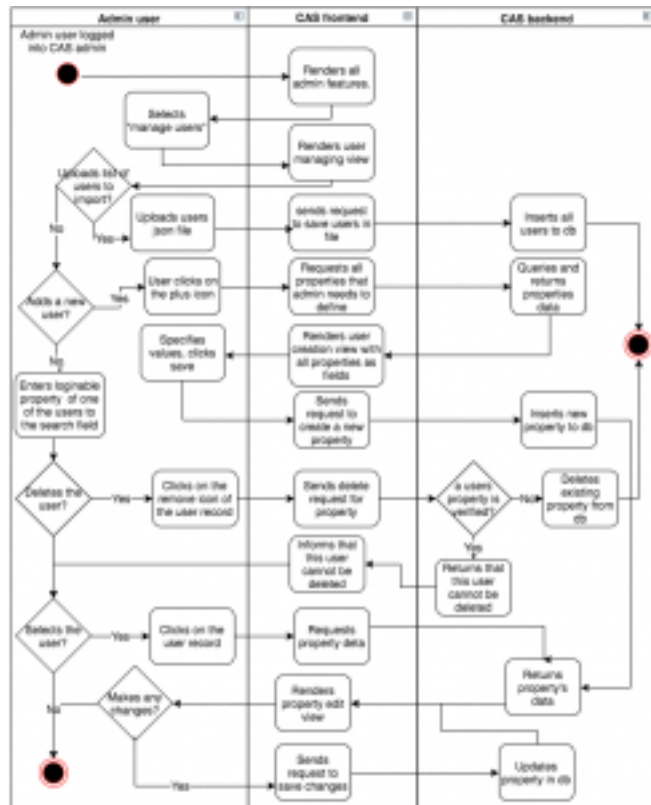 Admin user
CAS frontend
CAS backend
Admin user logged
into CAS admin
Renders all
admin features.
Selects
"manage users"
Renders user
managing view
Uploads list of
users to
import?
No
Yes
Uploads users
json file
sends request
to save users in
file
Inserts all
users to db
Adds a new
user?
Yes
User clicks on
the plus icon
Requests all
properties that
admin needs to
define
Queries and
returns
properties data
No
Specifies
values, clicks
save
Renders user
creation view with
all properties as
fields
Enters loginable
property of one
of the users to
the search field
Sends
request to
create a new
property
Inserts new
property to db
Deletes the
user?
Yes
Clicks on the
remove icon of
the user record
Sends delete
request for
property
a users
property is
verified?
No
Deletes
existing
property from
db
Yes
Informs that
this user
cannot be
deleted
Returns that
this user
cannot be
deleted
Selects the
user?
Yes
Clicks on the
user record
Requests
property data
Returns
property's
data
No
Makes any
changes?
Renders
property edit
view
Yes
Sends
request to
save changes
Updates
property in db